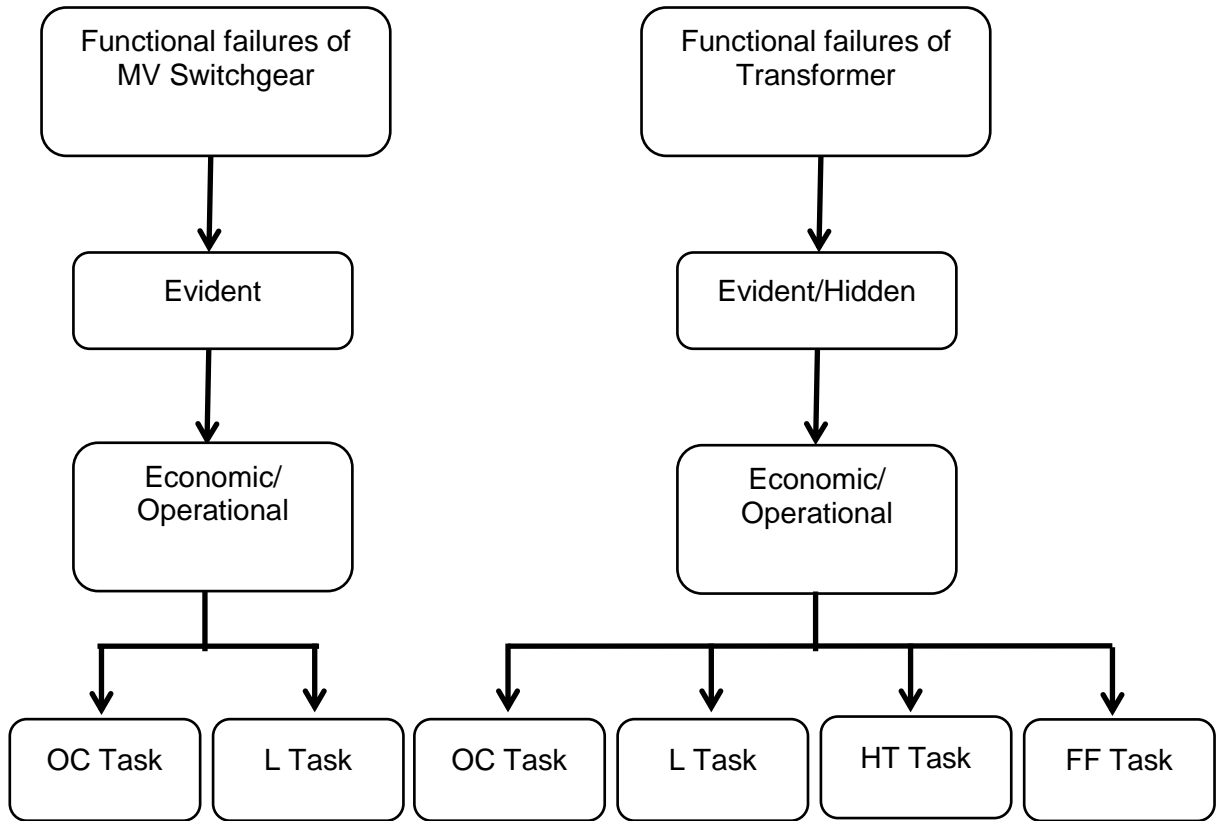 Functional failures of
MV Switchgear
Functional failures of
Transformer
Evident
Evident/Hidden
Economic/
Operational
Economic/
Operational
OC Task
L Task
OC Task
L Task
HT Task
FF Task